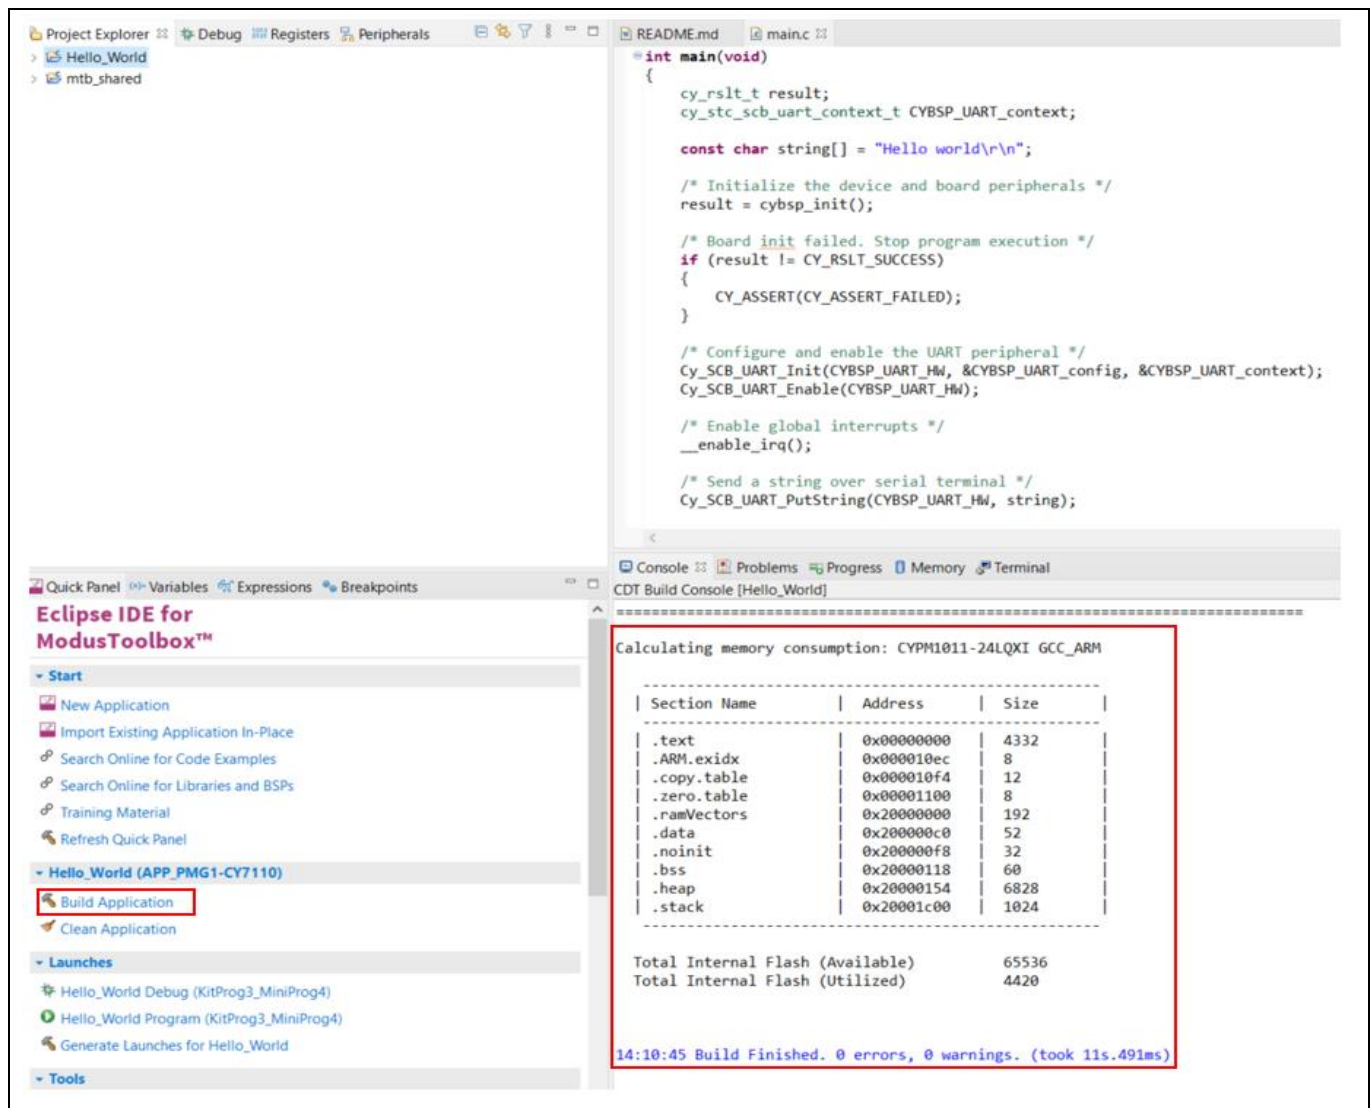 Project Explorer Debug Registers Peripherals
Hello_World
mtb_shared
README.md main.c
int main(void)
{
cy_rslt_t result;
cy_stc_scb_uart_context_t CYBSP_UART_context;
const char string[] = "Hello world\r\n";
/* Initialize the device and board peripherals */
result = cybsp_init();
/* Board init failed. Stop program execution */
if (result != CY_RSLT_SUCCESS)
{
CY_ASSERT(CY_ASSERT_FAILED);
}
/* Configure and enable the UART peripheral */
Cy_SCB_UART_Init(CYBSP_UART_HW, &CYBSP_UART_config, &CYBSP_UART_context);
Cy_SCB_UART_Enable(CYBSP_UART_HW);
/* Enable global interrupts */
__enable_irq();
/* Send a string over serial terminal */
Cy_SCB_UART_PutString(CYBSP_UART_HW, string);
Quick Panel (x)= Variables Expressions Breakpoints
Eclipse IDE for
ModusToolbox™
Start
New Application
Import Existing Application In-Place
Search Online for Code Examples
Search Online for Libraries and BSPs
Training Material
Refresh Quick Panel
Hello_World (APP_PMG1-CY7110)
Build Application
Clean Application
Launches
Hello_World Debug (KitProg3_MiniProg4)
Hello_World Program (KitProg3_MiniProg4)
Generate Launches for Hello_World
Tools
Console Problems Progress Memory Terminal
CDT Build Console [Hello_World]
==============================================================================
Calculating memory consumption: CYPM1011-24LQXI GCC_ARM
----------------------------------------------------
| Section Name | Address | Size |
----------------------------------------------------
| .text | 0x00000000 | 4332 |
| .ARM.exidx | 0x000010ec | 8 |
| .copy.table | 0x000010f4 | 12 |
| .zero.table | 0x00001100 | 8 |
| .ramVectors | 0x20000000 | 192 |
| .data | 0x200000c0 | 52 |
| .noinit | 0x200000f8 | 32 |
| .bss | 0x20000118 | 60 |
| .heap | 0x20000154 | 6828 |
| .stack | 0x20001c00 | 1024 |
----------------------------------------------------
Total Internal Flash (Available) 65536
Total Internal Flash (Utilized) 4420
14:10:45 Build Finished. 0 errors, 0 warnings. (took 11s.491ms)